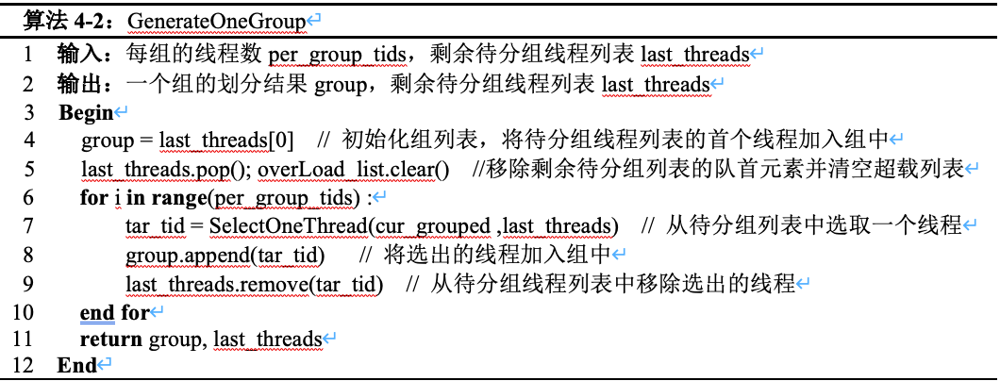 算法 4-2：GenerateOneGroup↵
1 输入：每组的线程数 per_group_tids，剩余待分组线程列表 last_threads↵
2 输出：一个组的划分结果 group，剩余待分组线程列表 last_threads↵
3 Begin↵
4 group = last_threads[0] // 初始化组列表，将待分组线程列表的首个线程加入组中↵
5 last_threads.pop(); overLoad_list.clear() //移除剩余待分组列表的队首元素并清空超载列表↵
6 for i in range(per_group_tids) :↵
7 tar_tid = SelectOneThread(cur_grouped ,last_threads) // 从待分组列表中选取一个线程↵
8 group.append(tar_tid) // 将选出的线程加入组中↵
9 last_threads.remove(tar_tid) // 从待分组线程列表中移除选出的线程↵
10 end for↵
11 return group, last_threads↵
12 End↵